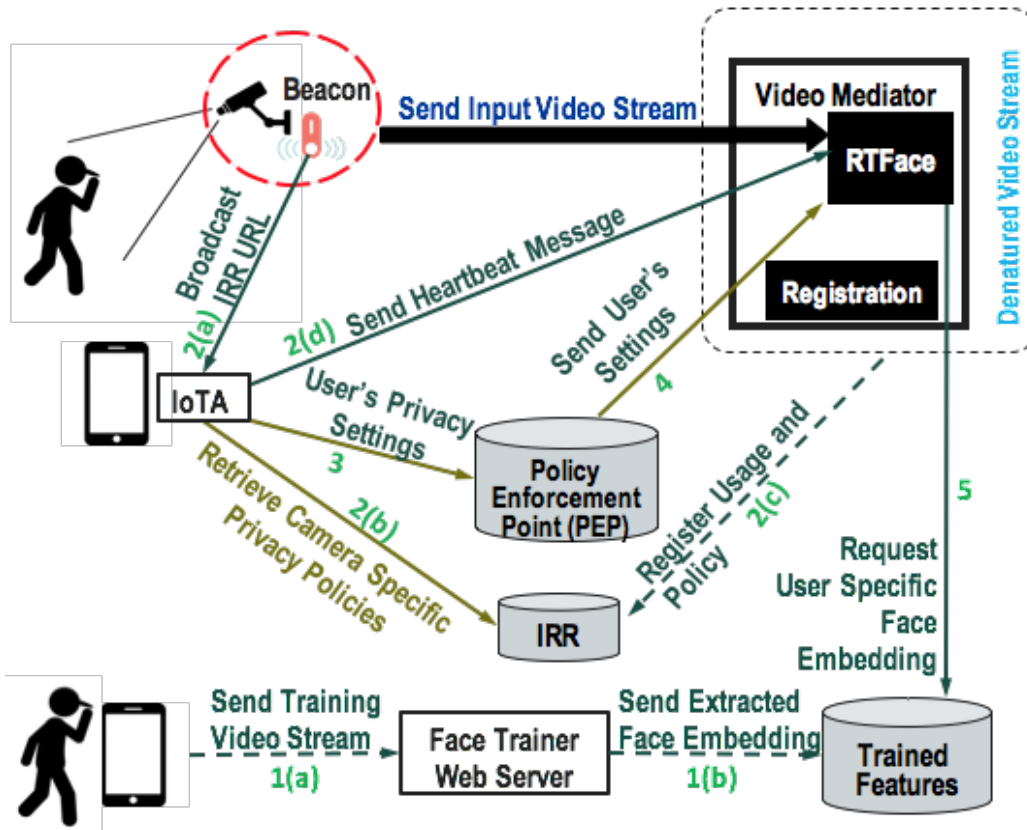 Beacon
Send Input Video Stream
Video Mediator
RTFace
Registration
Denatured Video Stream
Broadcast
IRR URL
2(a)
2(d) Send Heartbeat Message
IoTA
User's Privacy
Settings
3
Send User's
Settings
4
Policy
Enforcement
Point (PEP)
Retrieve Camera Specific
2(b)
Privacy Policies
Register Usage and
Policy
2(c)
IRR
5
Request
User Specific
Face
Embedding
Send Training
Video Stream
1(a)
Face Trainer
Web Server
Send Extracted
Face Embedding
1(b)
Trained
Features